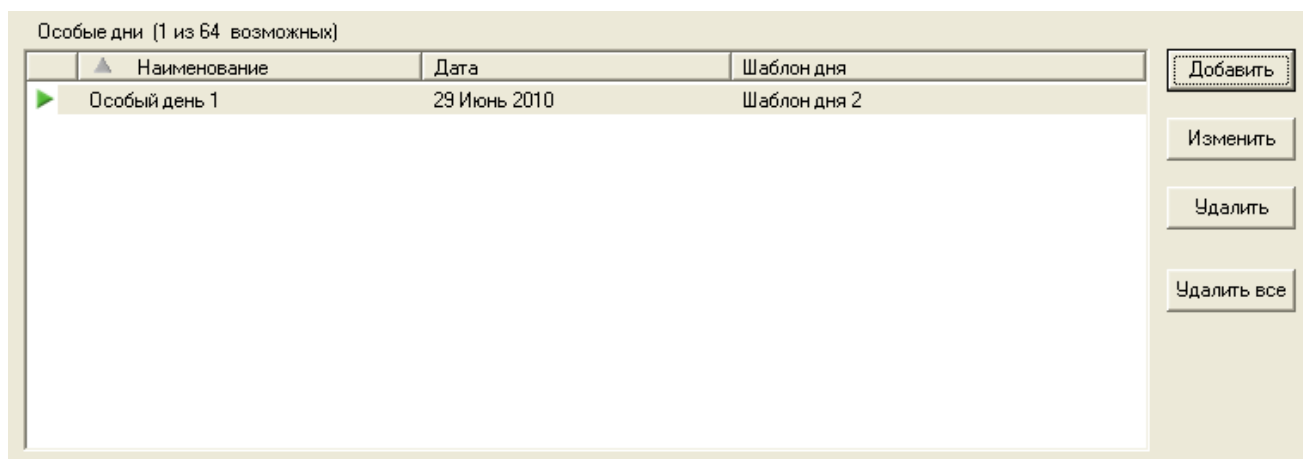 Особые дни (1 из 64 возможных)
Наименование Дата Шаблон дня
Особый день 1 29 Июнь 2010 Шаблон дня 2
Добавить
Изменить
Удалить
Удалить все